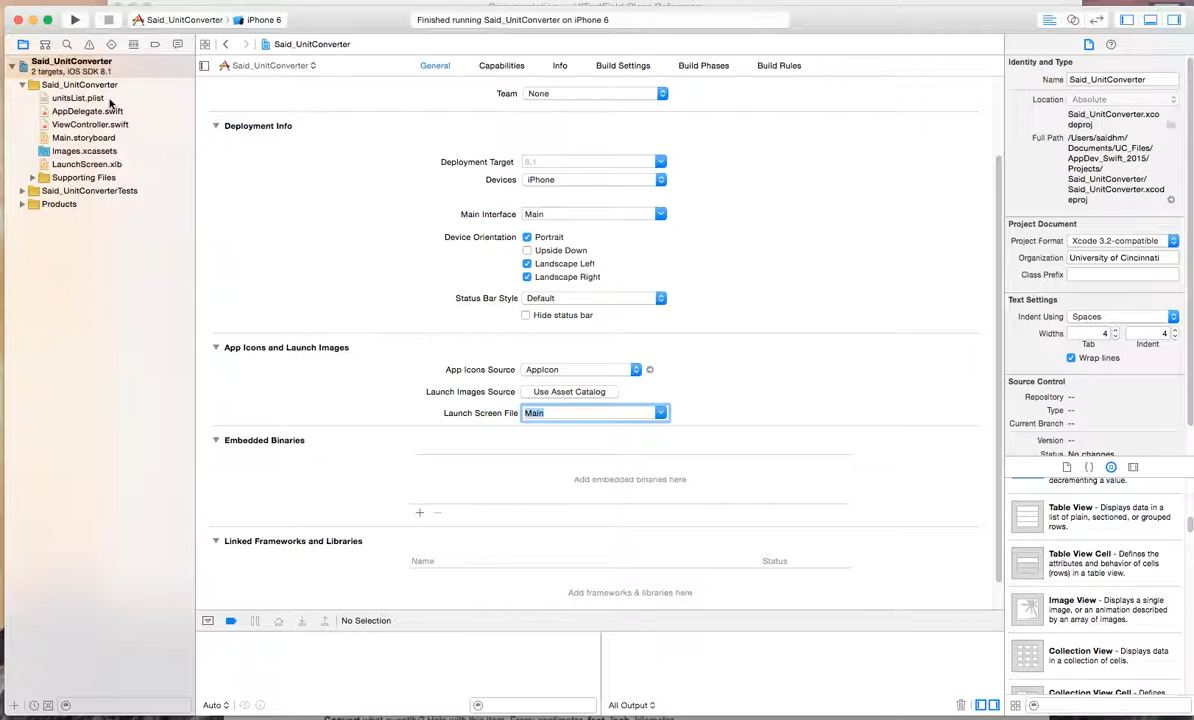 Said_UnitConverter
iPhone 6
Finished running Said_UnitConverter on iPhone 6
Said_UnitConverter
2 targets, iOS SDK 8.1
Said_UnitConverter
unitsList.plist
AppDelegate.swift
ViewController.swift
Main.storyboard
Images.xcassets
LaunchScreen.xib
Supporting Files
Said_UnitConverterTests
Products
Said_UnitConverter
Said_UnitConverter
General
Capabilities
Info
Build Settings
Build Phases
Build Rules
Team
None
Deployment Info
Deployment Target
8.1
Devices
iPhone
Main Interface
Main
Device Orientation
Portrait
Upside Down
Landscape Left
Landscape Right
Status Bar Style
Default
Hide status bar
App Icons and Launch Images
App Icons Source
AppIcon
Launch Images Source
Use Asset Catalog
Launch Screen File
Main
Embedded Binaries
Add embedded binaries here
Linked Frameworks and Libraries
Name
Status
Add frameworks & libraries here
No Selection
Auto
All Output
Identity and Type
Name
Said_UnitConverter
Location
Absolute
Said_UnitConverter.xco
deproj
Full Path
/Users/saidhm/
Documents/UC_Files/
AppDev_Swift_2015/
Projects/
Said_UnitConverter/
Said_UnitConverter.xcod
eproj
Project Document
Project Format
Xcode 3.2-compatible
Organization
University of Cincinnati
Class Prefix
Text Settings
Indent Using
Spaces
Widths
4
4
Tab
Indent
Wrap lines
Source Control
Repository --
Type --
Current Branch --
Version --
Status No changes
decrementing a value.
Table View - Displays data in a
list of plain, sectioned, or grouped
rows.
Table View Cell - Defines the
attributes and behavior of cells
(rows) in a table view.
Image View - Displays a single
image, or an animation described
by an array of images.
Collection View - Displays data
in a collection of cells.
Collection View Cell - Defines